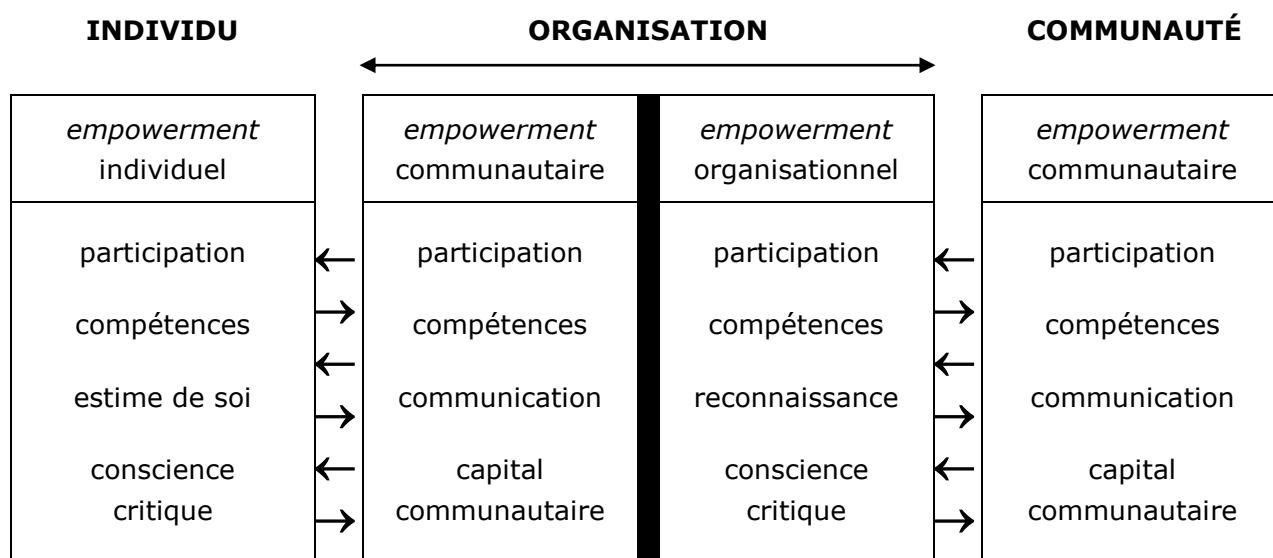 INDIVIDU
ORGANISATION
COMMUNAUTÉ
empowerment
individuel
participation
compétences
estime de soi
conscience
critique
empowerment
communautaire
participation
compétences
communication
capital
communautaire
empowerment
organisationnel
participation
compétences
reconnaissance
conscience
critique
empowerment
communautaire
participation
compétences
communication
capital
communautaire